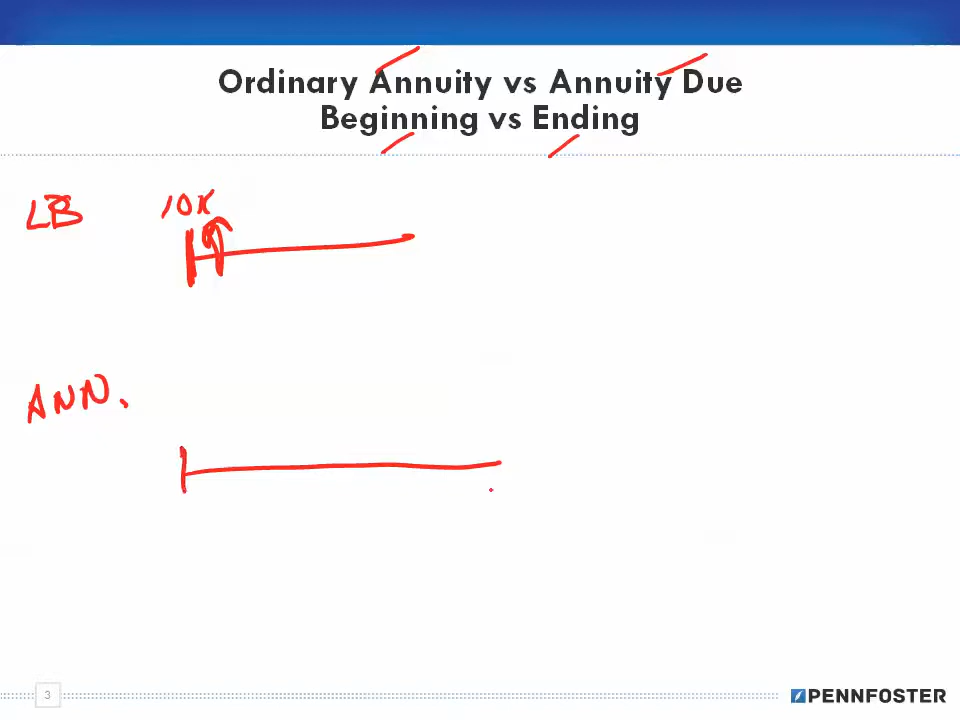 Ordinary Annuity vs Annuity Due
Beginning vs Ending
LB
10K
ANN.
3
PENNFOSTER